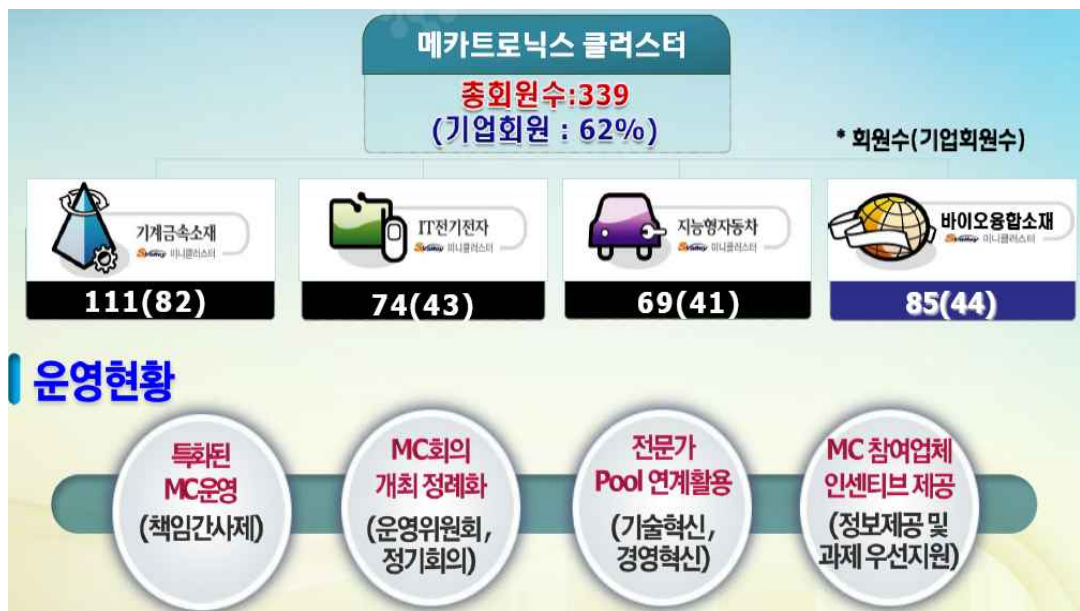 메카트로닉스 클러스터
총회원수:339
(기업회원 : 62%)
* 회원수(기업회원수)
기계금속소재
미니클러스터
IT전기전자
미니클러스터
지능형자동차
미니클러스터
바이오융합소재
미니클러스터
111(82)
74(43)
69(41)
85(44)
운영현황
특화된
MC운영
(책임간사제)
MC회의
개최 정례화
(운영위원회,
정기회의)
전문가
Pool 연계활용
(기술혁신,
경영혁신)
MC 참여업체
인센티브 제공
(정보제공 및
과제 우선지원)